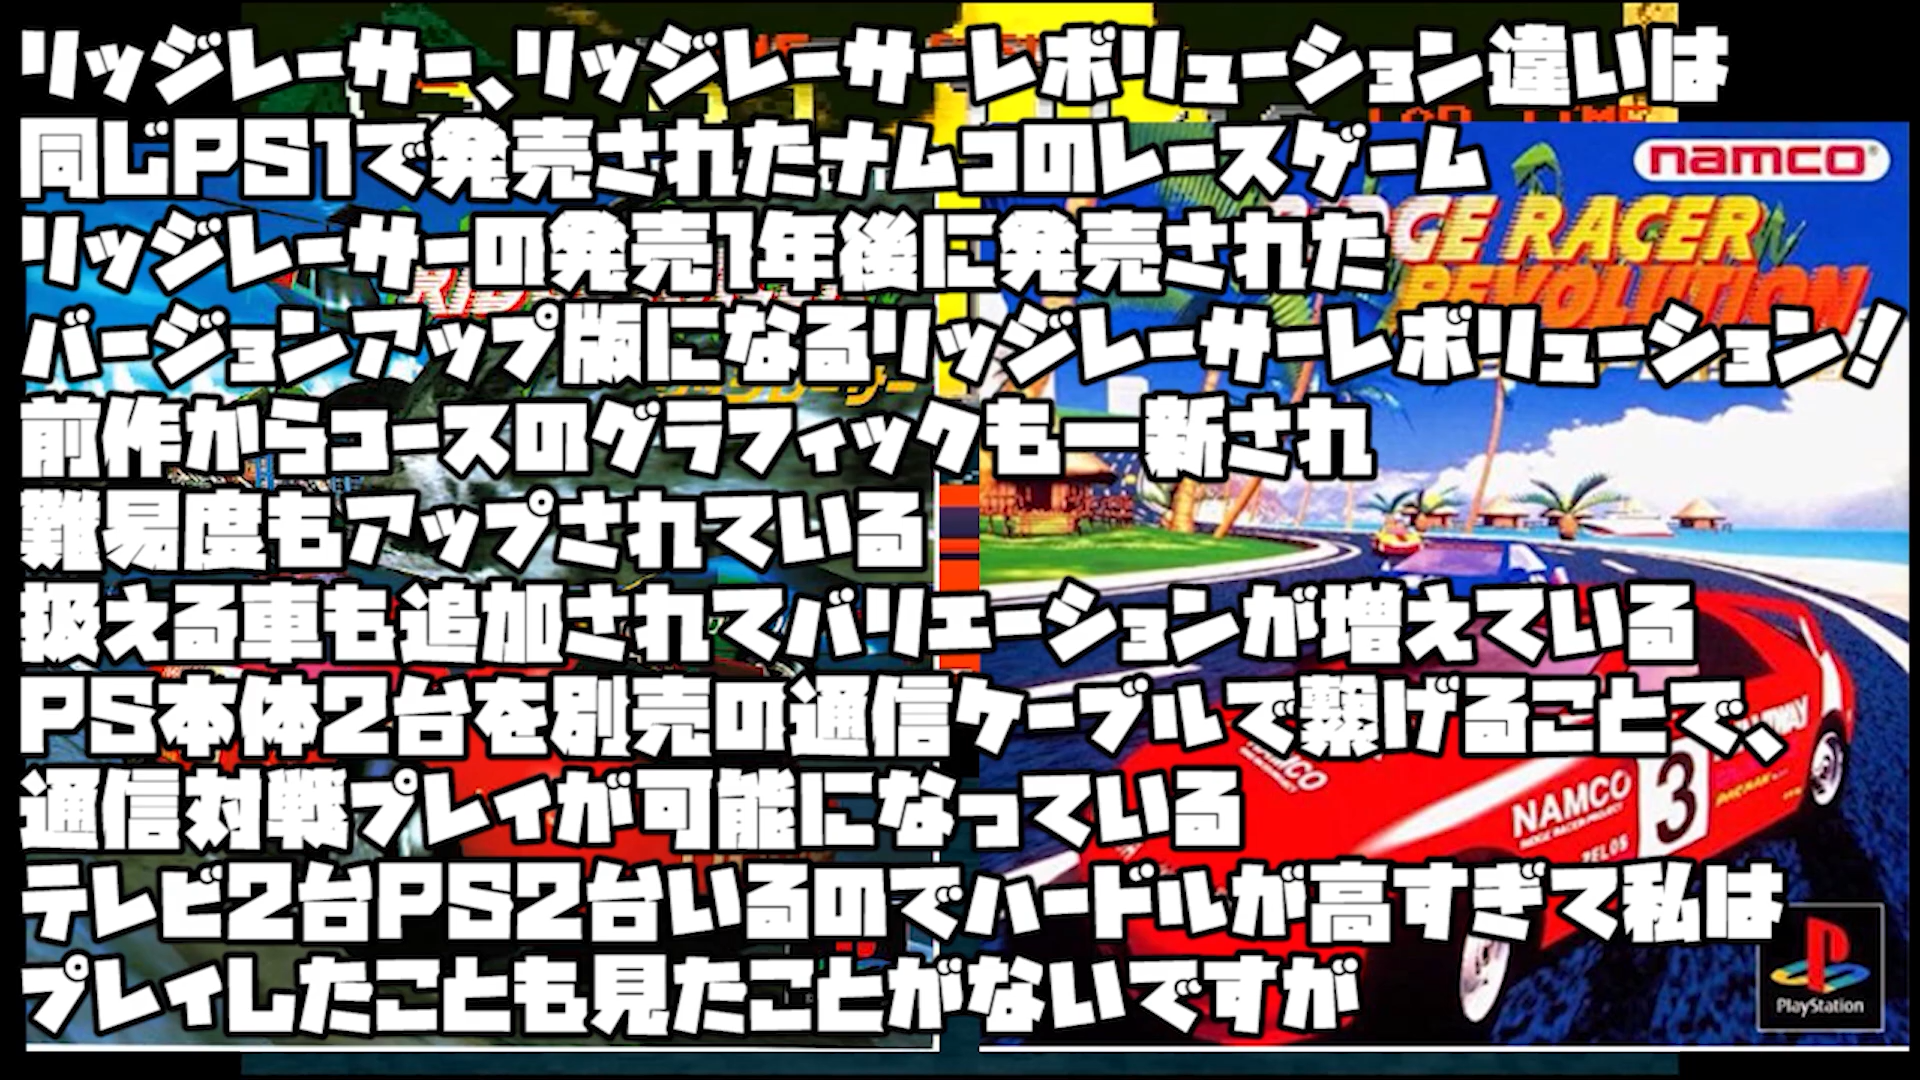 リッジレーサー、リッジレーサーレボリューション違いは
同じPS1で発売されたナムコのレースゲーム
リッジレーサーの発売1年後に発売された
バージョンアップ版になるリッジレーサーレボリューション!
前作からコースのグラフィックも一新され
難易度もアップされている
扱える車も追加されてバリエーションが増えている
PS本体2台を別売の通信ケーブルで繋げることで、
通信対戦プレイが可能になっている
テレビ2台PS2台いるのでハードルが高すぎて私は
プレイしたことも見たことがないですが
namco
RACER
REVOLUTION
NAMCO
3
PlayStation